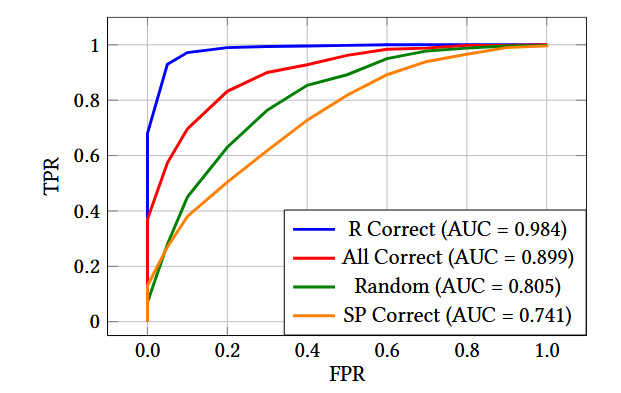 1
0.8
0.6
0.4
0.2
0
TPR
R Correct (AUC = 0.984)
All Correct (AUC = 0.899)
Random (AUC = 0.805)
SP Correct (AUC = 0.741)
0.0 0.2 0.4 0.6 0.8 1.0
FPR